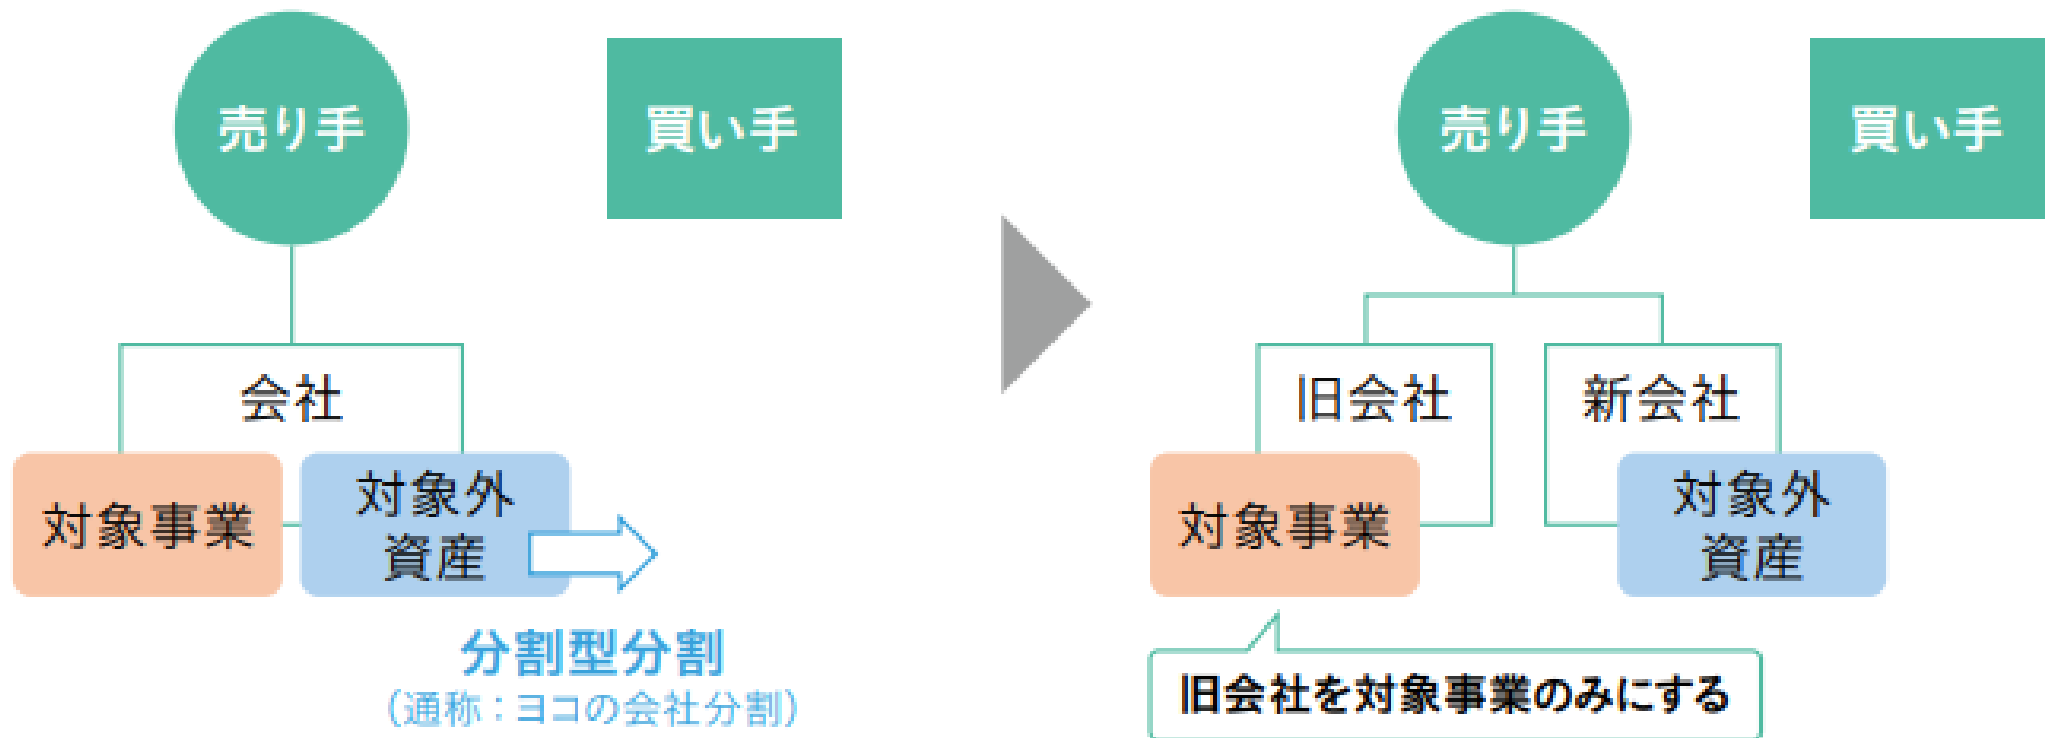 売り手
買い手
会社
対象事業
対象外
資産
分割型分割
（通称：ヨコの会社分割）
売り手
買い手
旧会社
新会社
対象事業
対象外
資産
旧会社を対象事業のみにする